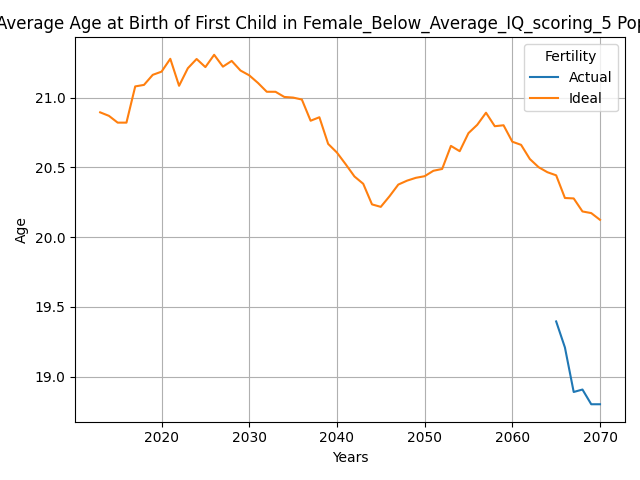 Average Age at Birth of First Child in Female_Below_Average_IQ_scoring_5
Fertility
Actual
Ideal
21.0
20.5
20.0
19.5
19.0
Age
2020 2030 2040 2050 2060 2070
Years